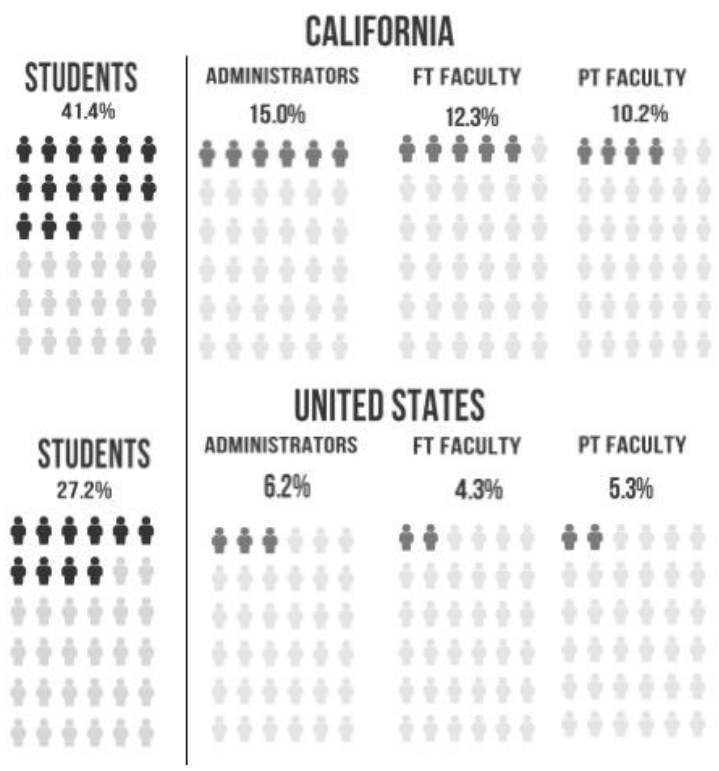 CALIFORNIA
STUDENTS
41.4%
ADMINISTRATORS
15.0%
FT FACULTY
12.3%
PT FACULTY
10.2%
UNITED STATES
STUDENTS
27.2%
ADMINISTRATORS
6.2%
FT FACULTY
4.3%
PT FACULTY
5.3%